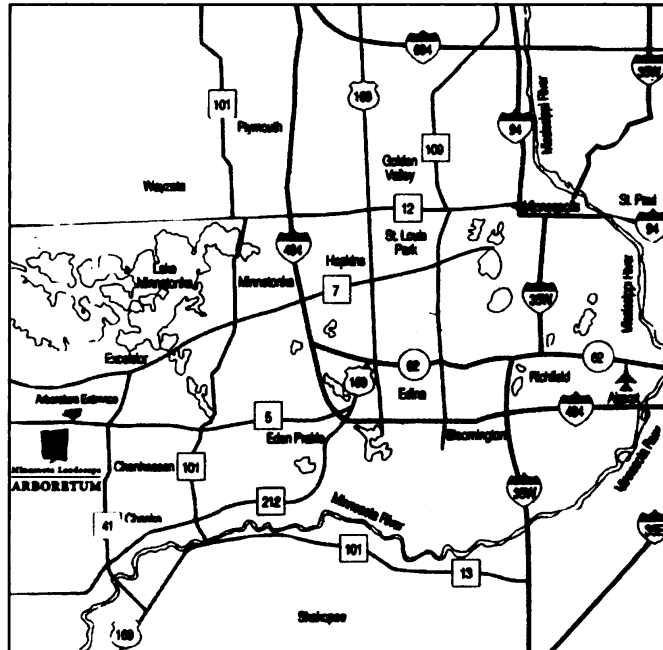 694
35W
169
101
94
Mississippi River
Plymouth
100
Golden
Valley
Wayzata
12
Minneapolis
St. Paul
94
St. Louis
Park
494
Hopkins
Lake
Minnetonka
Minnetonka
7
35W
Mississippi River
Excelsior
62
62
169
Edina
Richfield
Airport
Arboretum Entrance
5
494
Eden Prairie
Bloomington
Minnesota River
Minnesota Landscape
ARBORETUM
Chanhassen
101
212
35W
Minnesota River
41
Chaska
101
13
Shakopee
169